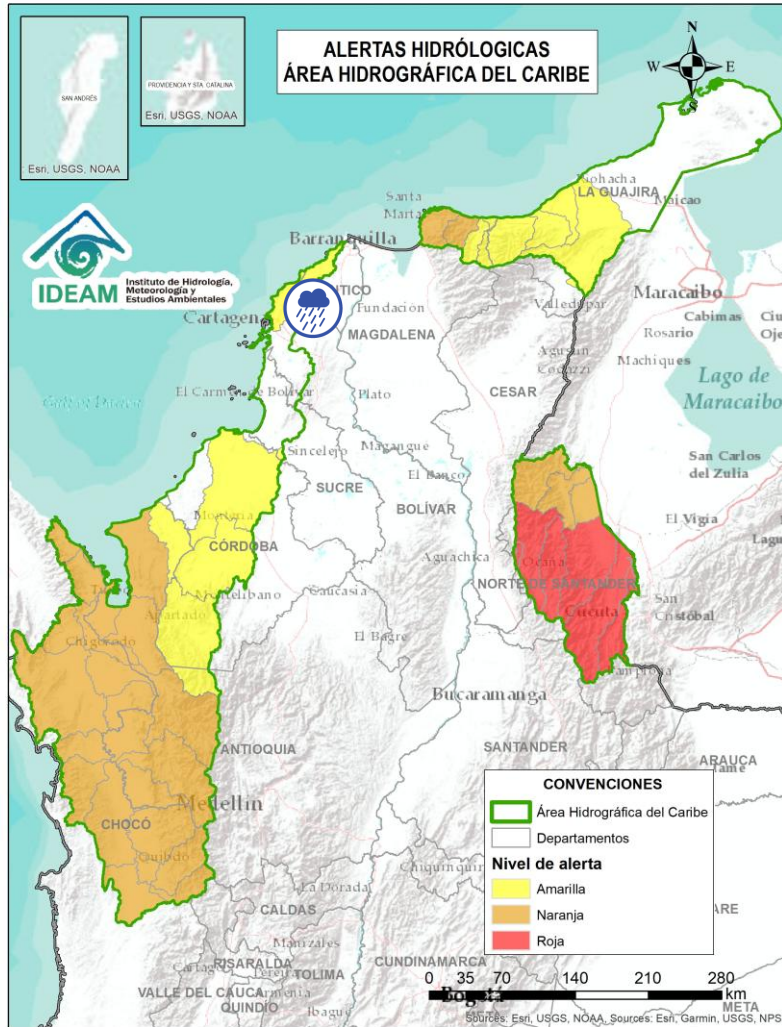 ALERTAS HIDRÓLOGICAS
ÁREA HIDROGRÁFICA DEL CARIBE
N
W
E
S
SAN ANDRÉS
Esri, USGS, NOAA
PROVIDENCIA Y STA. CATALINA
Esri, USGS, NOAA
IDEAM
Instituto de Hidrología,
Meteorología y
Estudios Ambientales
Riohacha
LA GUAJIRA
Maicao
Santa
Marta
Barranquilla
Cartagena
Fundación
Valledupar
Maracaibo
Cabimas
MAGDALENA
Rosario
Machiques
Agustín
Codazzi
CESAR
Lago de
Maracaibo
El Carmen de Bolívar
Plato
Sincelejo
Magangué
El Banco
San Carlos
del Zulia
SUCRE
BOLÍVAR
Montería
CÓRDOBA
El Vigía
Aguachica
Ocaña
NORTE DE SANTANDER
Montelíbano
Caucasia
Cúcuta
San
Cristóbal
Apartadó
El Bagre
Chigorodó
Pamplona
Bucaramanga
ANTIOQUIA
SANTANDER
ARAUCA
Medellín
CHOCÓ
Quibdó
CONVENCIONES
Área Hidrográfica del Caribe
Departamentos
Nivel de alerta
Amarilla
Naranja
Roja
La Dorada
CALDAS
Manizales
RISARALDA
TOLIMA
CUNDINAMARCA
VALLE DEL CAUCA
Armenia
QUINDÍO
Ibagué
Bogotá
META
0 35 70 140 210 280
km
Sources: Esri, USGS, NOAA, Sources: Esri, Garmin, USGS, NPS